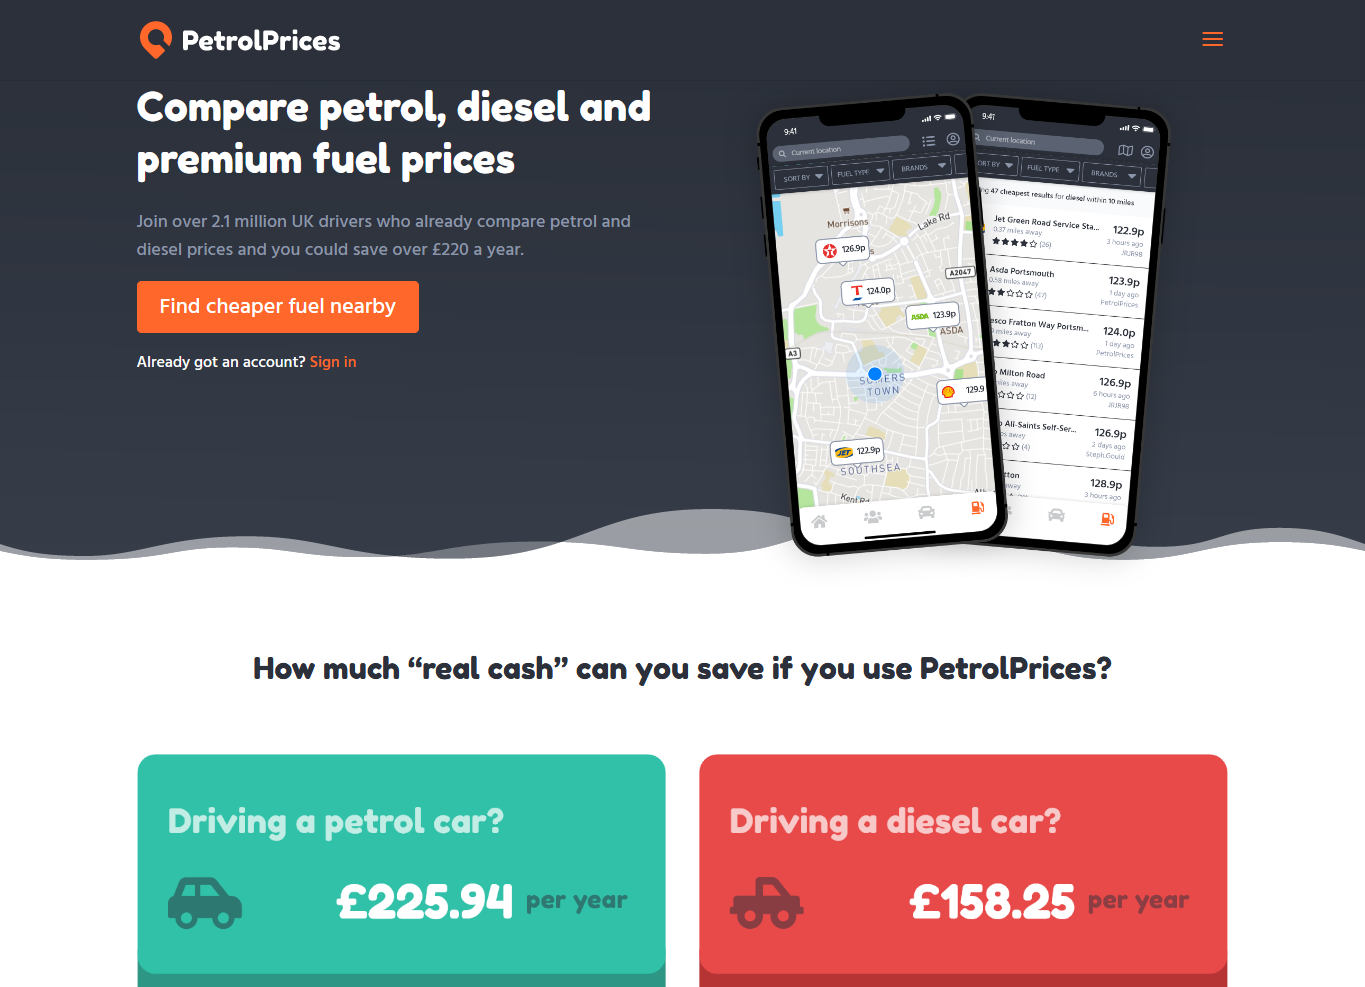 PetrolPrices
Compare petrol, diesel and
premium fuel prices
Join over 2.1 million UK drivers who already compare petrol and
diesel prices and you could save over £220 a year.
Find cheaper fuel nearby
Already got an account? Sign in
9:41
Current location
SORT BY
FUEL TYPE
BRANDS
Morrisons
Lake Rd
126.9p
A2047
T 124.0p
ASDA 123.9p
ASDA
A3
SOMERS
TOWN
129.9
JET 122.9p
SOUTHSEA
Kent Rd
9:41
Current location
ORT BY
FUEL TYPE
BRANDS
ng 47 cheapest results for diesel within 10 miles
Jet Green Road Service Sta... 122.9p
0.37 miles away 3 hours ago
(26) JRJR98
Asda Portsmouth 123.9p
0.58 miles away 1 day ago
(47) PetrolPrices
esco Fratton Way Portsm... 124.0p
miles away 1 day ago
(113) PetrolPrices
o Milton Road 126.9p
miles away 6 hours ago
(12) JRJR98
o All-Saints Self-Ser... 126.9p
es away 2 days ago
(4) Steph.Gould
tton 128.9p
away 3 hours ago
How much “real cash” can you save if you use PetrolPrices?
Driving a petrol car?
£225.94 per year
Driving a diesel car?
£158.25 per year